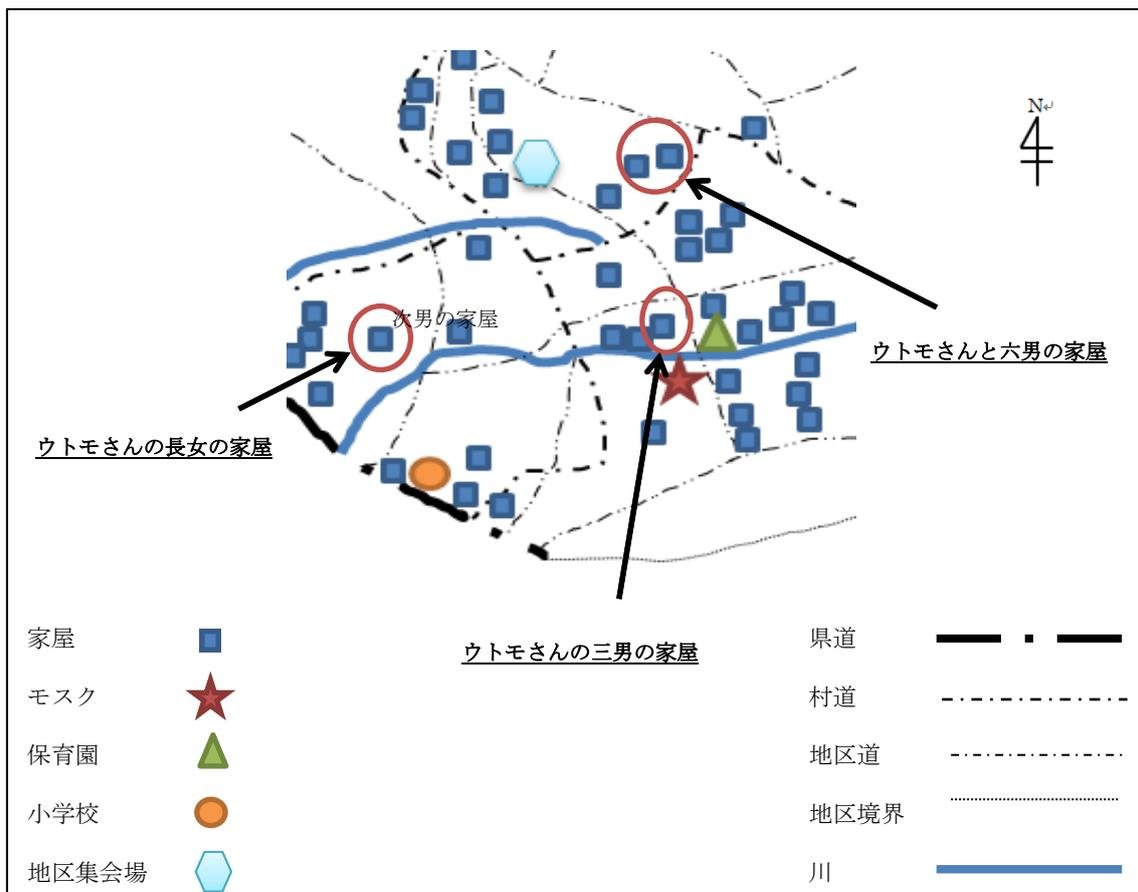 N↵
次男の家屋
ウトモさんと六男の家屋
ウトモさんの長女の家屋
ウトモさんの三男の家屋
家屋
モスク
保育園
小学校
地区集会場
県道
村道
地区道
地区境界
川